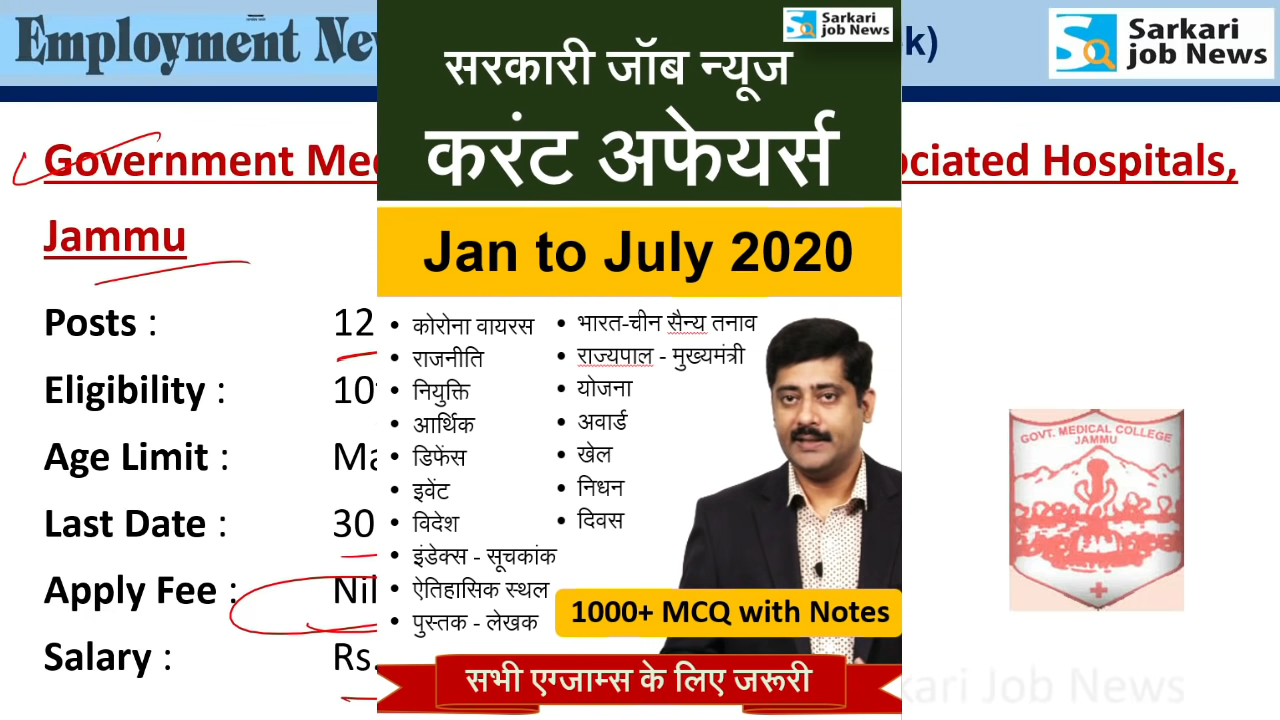 Employment Ne
k)
Sarkari
job News
Government Me
ociated Hospitals,
Jammu
Posts :
12
Eligibility :
10
Age Limit :
Ma
Last Date :
30
Apply Fee :
Nil
Salary :
Rs.
GOVT. MEDICAL COLLEGE
JAMMU
kari Job News
Sarkari
job News
सरकारी जॉब न्यूज
करंट अफेयर्स
Jan to July 2020
• कोरोना वायरस
• राजनीति
• नियुक्ति
• आर्थिक
• डिफेंस
• इवेंट
• विदेश
• इंडेक्स - सूचकांक
• ऐतिहासिक स्थल
• पुस्तक - लेखक
• भारत-चीन सैन्य तनाव
• राज्यपाल - मुख्यमंत्री
• योजना
• अवार्ड
• खेल
• निधन
• दिवस
1000+ MCQ with Notes
सभी एग्जाम्स के लिए जरूरी